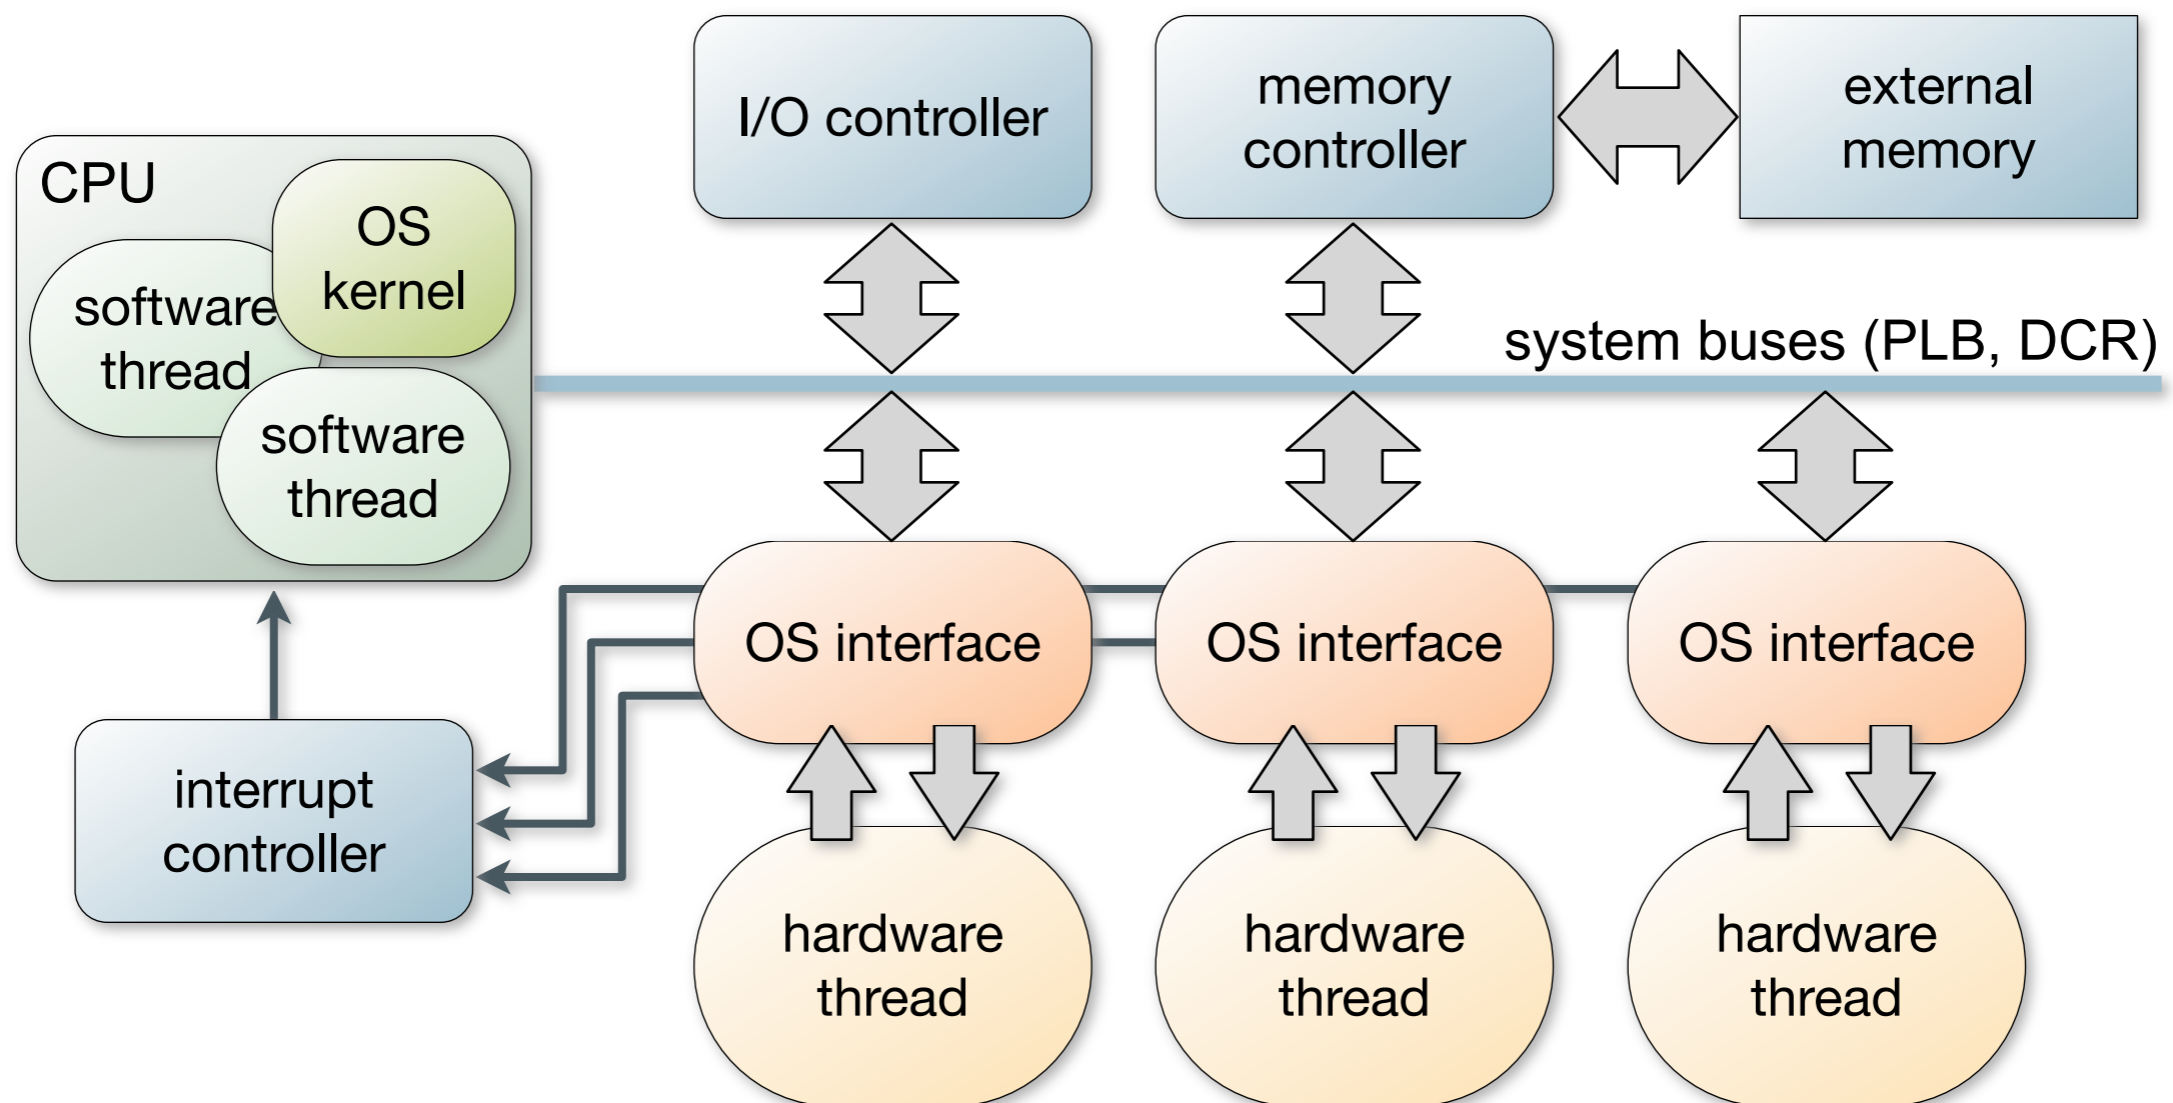 I/O controller
memory
controller
external
memory
CPU
OS
kernel
software
thread
software
thread
system buses (PLB, DCR)
OS interface
OS interface
OS interface
interrupt
controller
hardware
thread
hardware
thread
hardware
thread